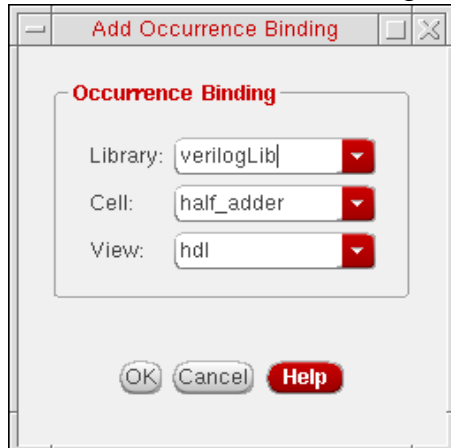 Add Occurrence Binding
Occurrence Binding
Library: verilogLib
Cell: half_adder
View: hdl
OK Cancel Help